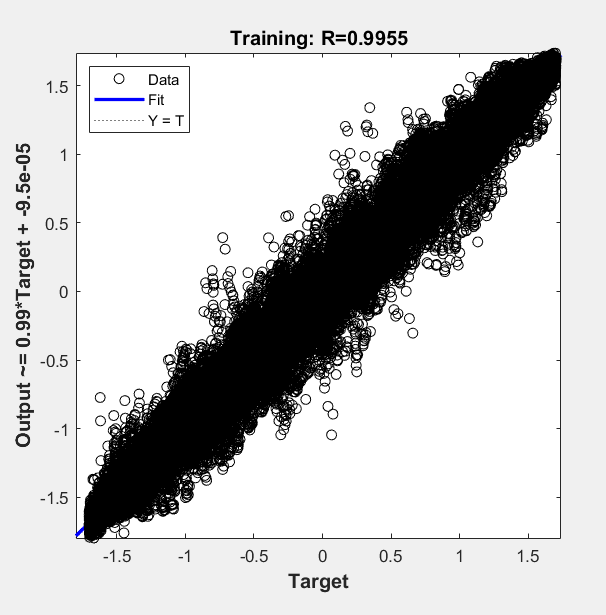 Training: R=0.9955
Data
Fit
Y = T
Output ~= 0.99*Target + -9.5e-05
1.5
1
0.5
0
-0.5
-1
-1.5
-1.5 -1 -0.5 0 0.5 1 1.5
Target